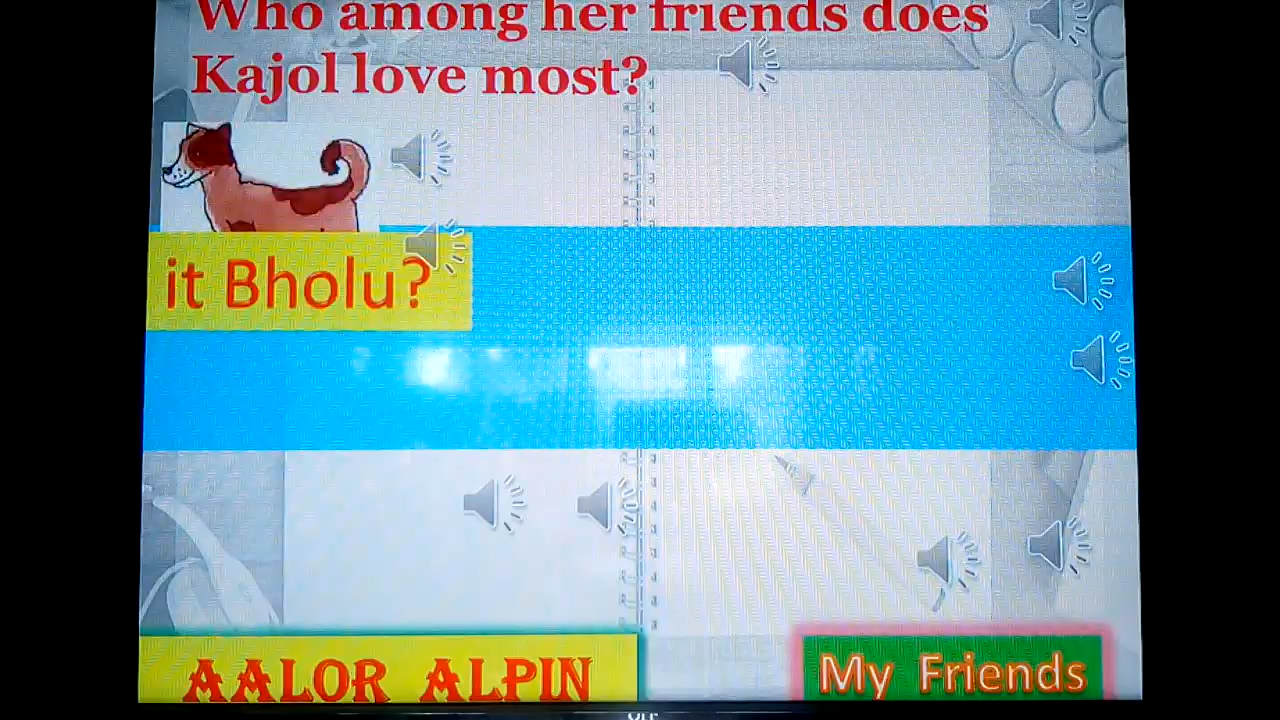 Who among her friends does
Kajol love most?
it Bholu?
AALOR ALPIN
My Friends